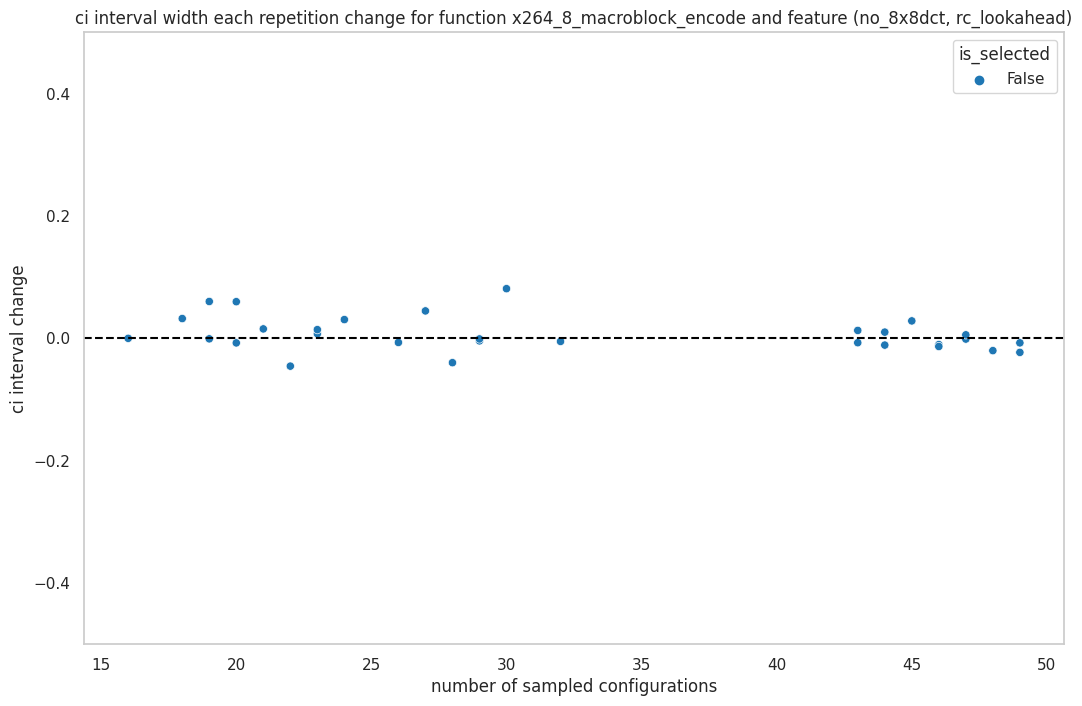 ci interval width each repetition change for function x264_8_macroblock_encode and feature (no_8x8dct, rc_lookahead)
is_selected
False
0.4
0.2
0.0
−0.2
−0.4
ci interval change
15 20 25 30 35 40 45 50
number of sampled configurations